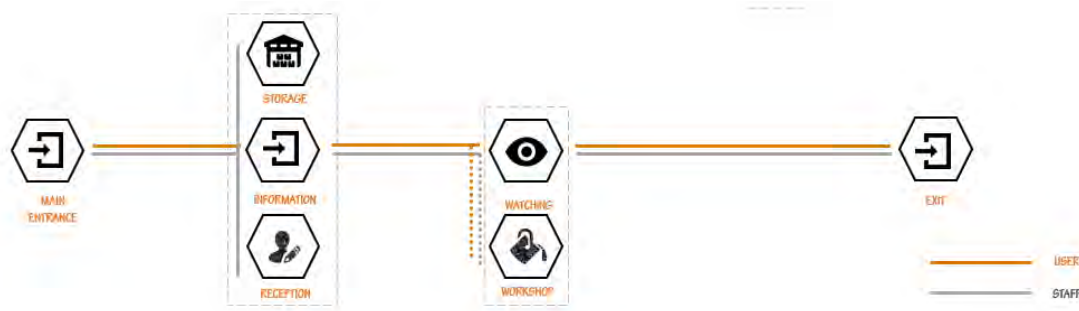 STORAGE
MAIN
ENTRANCE
INFORMATION
WATCHING
EXIT
RECEPTION
WORKSHOP
USER
STAFF